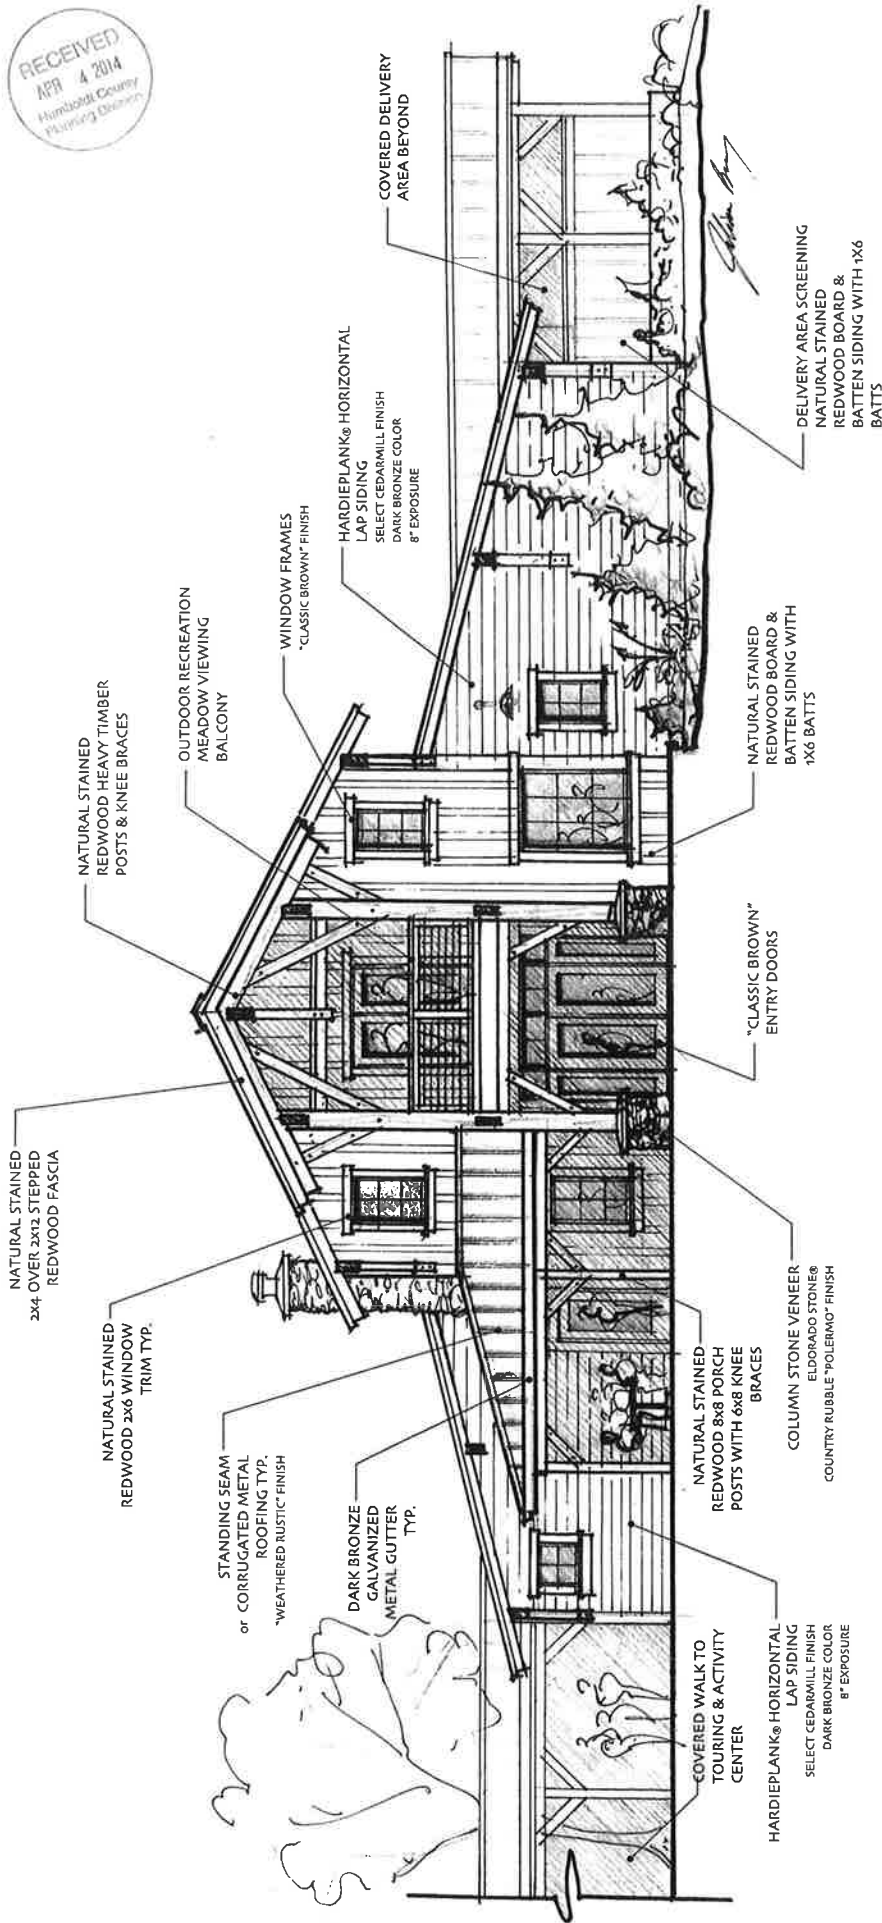 RECEIVED
APR 4 2014
Humboldt County
Planning Division
NATURAL STAINED
2X4 OVER 2X12 STEPPED
REDWOOD FASCIA
NATURAL STAINED
REDWOOD HEAVY TIMBER
POSTS & KNEE BRACES
NATURAL STAINED
REDWOOD 2X6 WINDOW
TRIM TYP.
OUTDOOR RECREATION
MEADOW VIEWING
BALCONY
STANDING SEAM
or CORRUGATED METAL
ROOFING TYP.
"WEATHERED RUSTIC" FINISH
WINDOW FRAMES
"CLASSIC BROWN" FINISH
DARK BRONZE
GALVANIZED
METAL GUTTER
TYP.
HARDIEPLANK® HORIZONTAL
LAP SIDING
SELECT CEDARMILL FINISH
DARK BRONZE COLOR
8" EXPOSURE
COVERED DELIVERY
AREA BEYOND
COVERED WALK TO
TOURING & ACTIVITY
CENTER
HARDIEPLANK® HORIZONTAL
LAP SIDING
SELECT CEDARMILL FINISH
DARK BRONZE COLOR
8" EXPOSURE
NATURAL STAINED
REDWOOD 8x8 PORCH
POSTS WITH 6x8 KNEE
BRACES
COLUMN STONE VENEER
ELDORADO STONE®
COUNTRY RUBBLE "POLERMO" FINISH
"CLASSIC BROWN"
ENTRY DOORS
NATURAL STAINED
REDWOOD BOARD &
BATTEN SIDING WITH
1X6 BATTS
DELIVERY AREA SCREENING
NATURAL STAINED
REDWOOD BOARD &
BATTEN SIDING WITH 1X6
BATTS